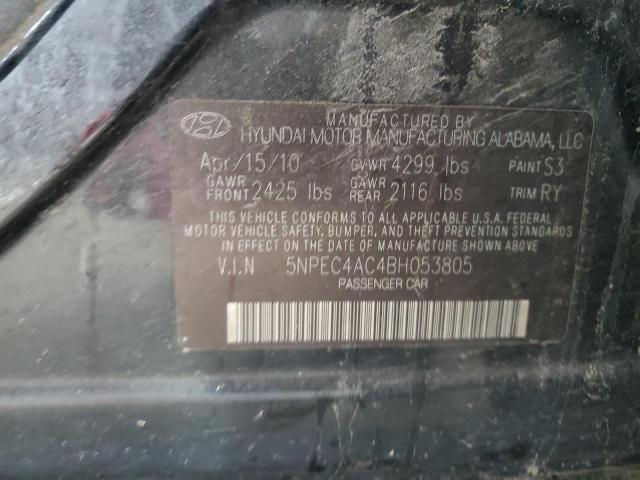 MANUFACTURED BY
HYUNDAI MOTOR MANUFACTURING ALABAMA, LLC
Apr/15/10 GVWR 4299 lbs PAINT S3
GAWR FRONT 2425 lbs GAWR REAR 2116 lbs TRIM RY
THIS VEHICLE CONFORMS TO ALL APPLICABLE U.S.A. FEDERAL
MOTOR VEHICLE SAFETY, BUMPER, AND THEFT PREVENTION STANDARDS
IN EFFECT ON THE DATE OF MANUFACTURE SHOWN ABOVE
V.I.N 5NPEC4AC4BH053805
PASSENGER CAR